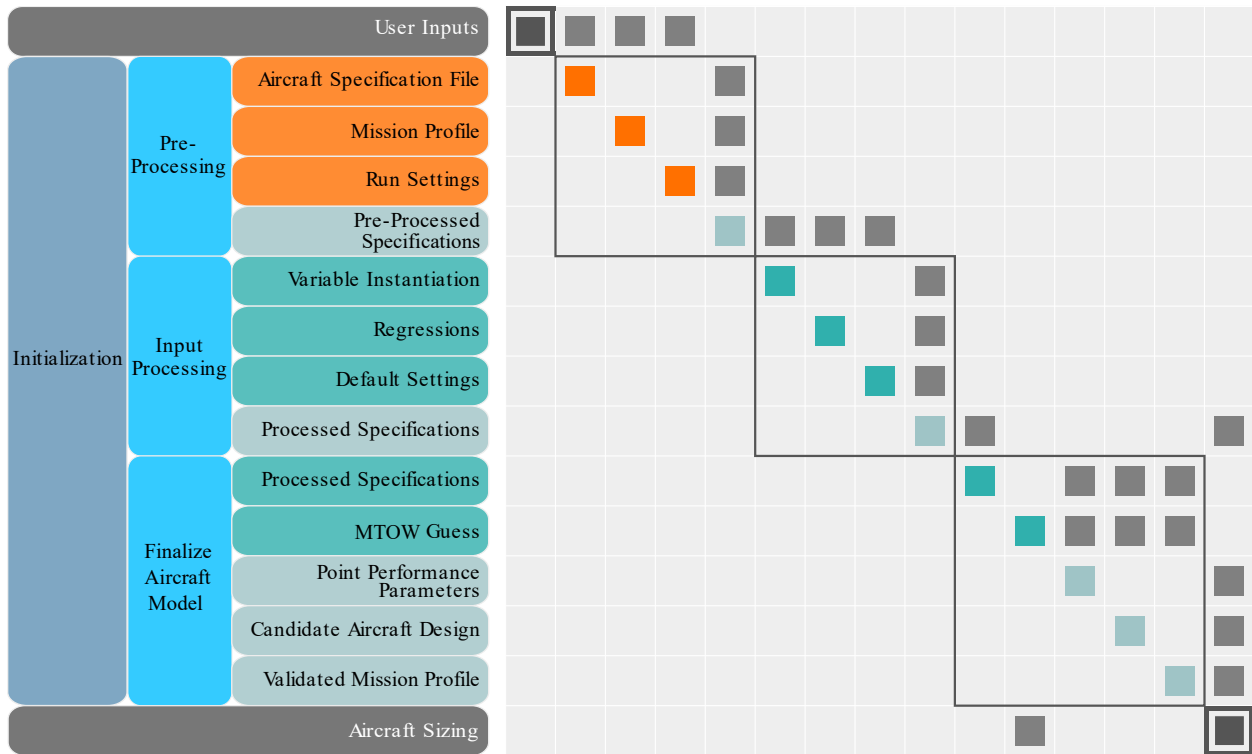 User Inputs
Initialization
Pre-
Processing
Aircraft Specification File
Mission Profile
Run Settings
Pre-Processed
Specifications
Input
Processing
Variable Instantiation
Regressions
Default Settings
Processed Specifications
Finalize
Aircraft
Model
Processed Specifications
MTOW Guess
Point Performance
Parameters
Candidate Aircraft Design
Validated Mission Profile
Aircraft Sizing